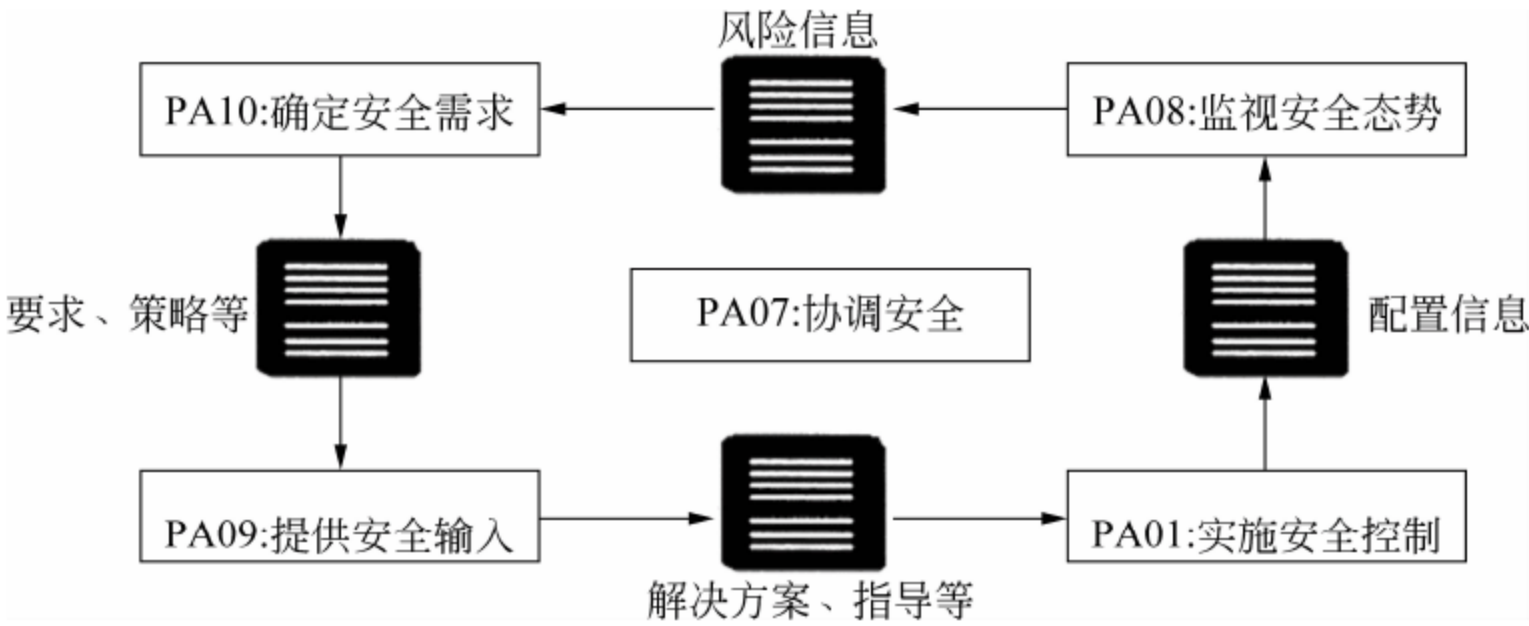 风险信息
PA10:确定安全需求
PA08:监视安全态势
要求、策略等
PA07:协调安全
配置信息
PA09:提供安全输入
PA01:实施安全控制
解决方案、指导等